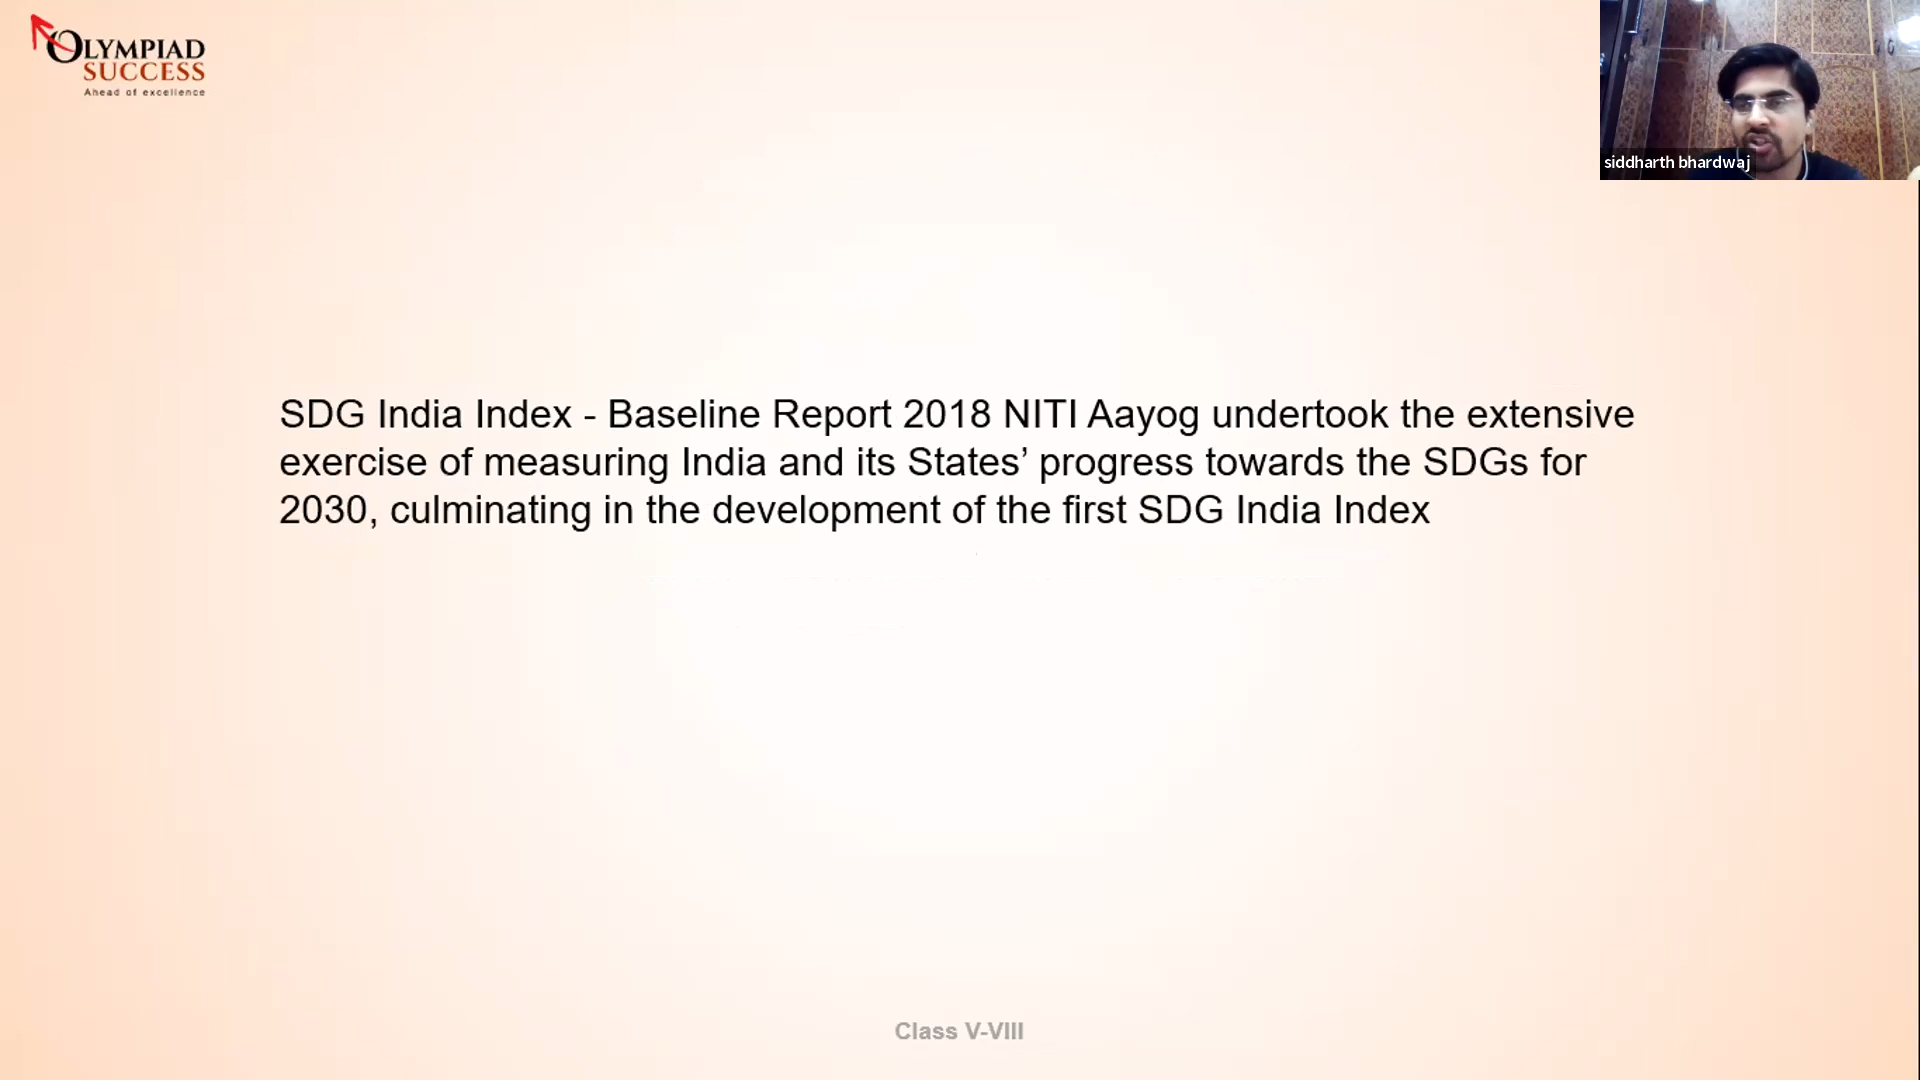 OLYMPIAD
SUCCESS
Ahead of excellence
siddharth bhardwaj
SDG India Index - Baseline Report 2018 NITI Aayog undertook the extensive
exercise of measuring India and its States’ progress towards the SDGs for
2030, culminating in the development of the first SDG India Index
Class V-VIII